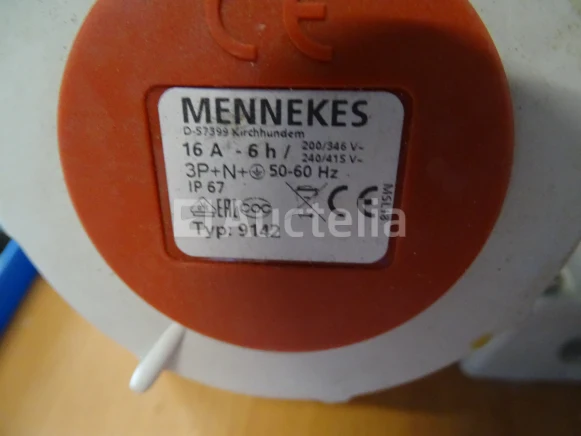 CE
MENNEKES
D-57399 Kirchhundem
16 A - 6 h / 200/346 V~
240/415 V~
3P+N+⏚ 50-60 Hz
IP 67
EAC CE
MSL18
Auctelia
Typ: 9142